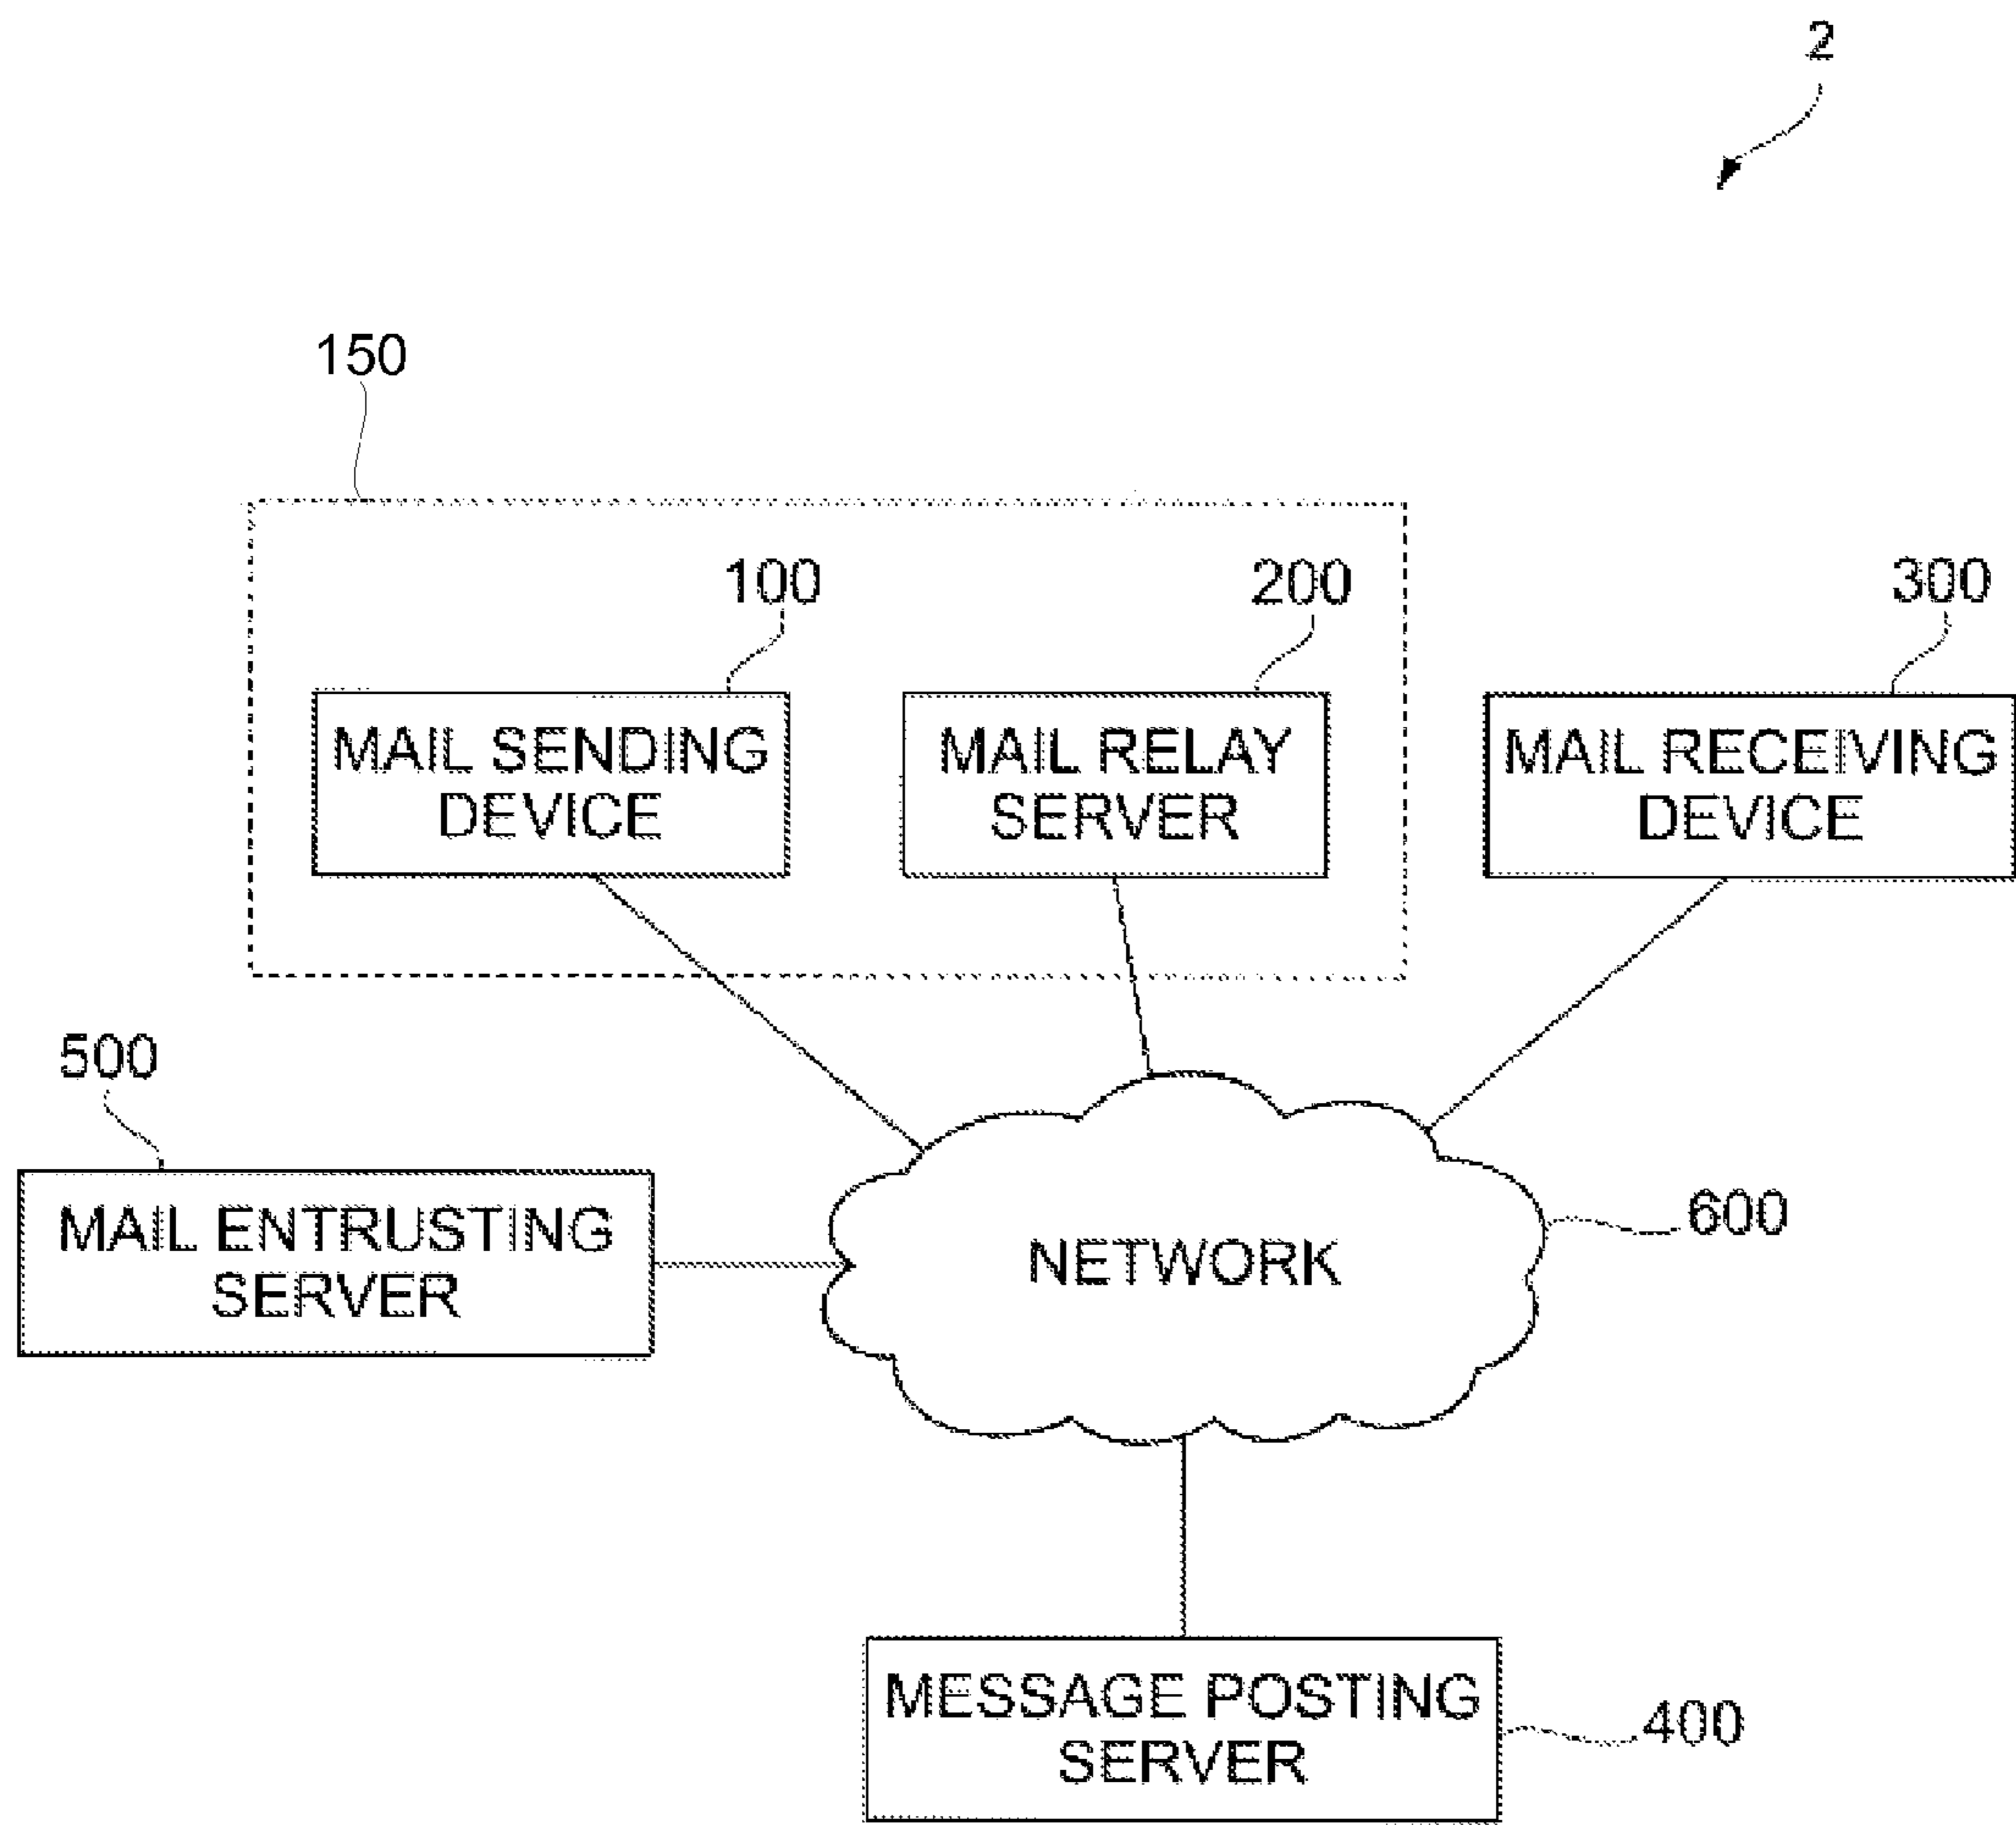 2
150
100
200
300
MAIL SENDING
DEVICE
MAIL RELAY
SERVER
MAIL RECEIVING
DEVICE
500
MAIL ENTRUSTING
SERVER
NETWORK
600
MESSAGE POSTING
SERVER
400